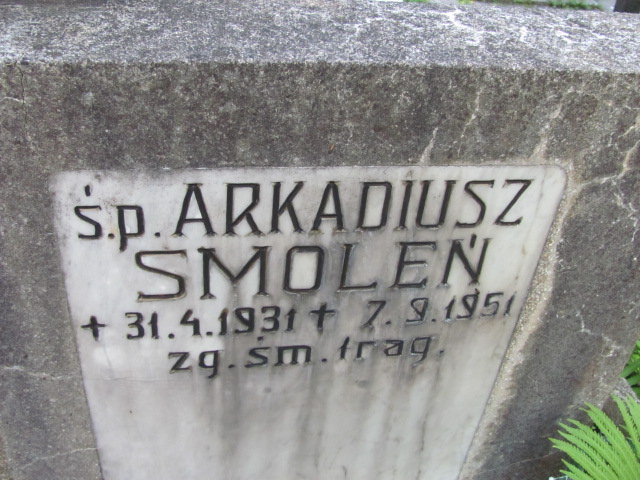 ś.p. ARKADIUSZ
SMOLEŃ
+ 31.4.1931 + 7.9.1951
zg. śm. trag.